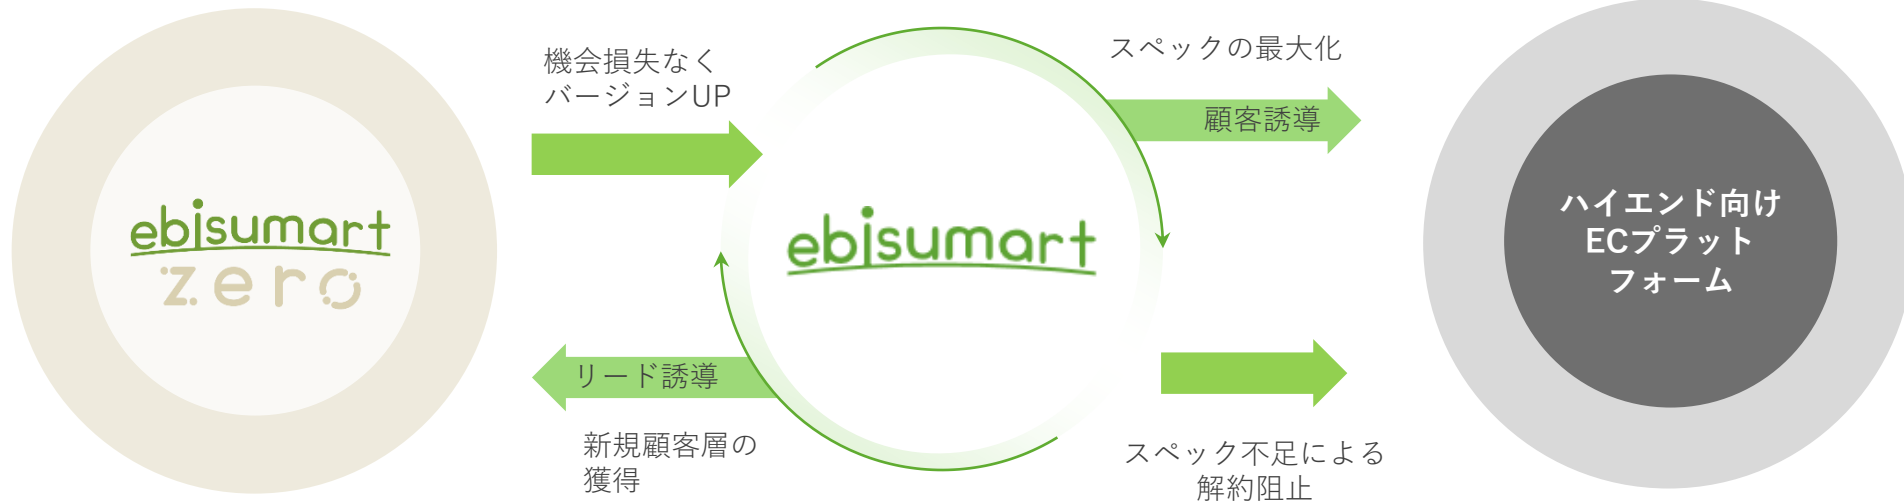 ebisumart
zero
機会損失なく
バージョンUP
リード誘導
新規顧客層の
獲得
ebisumart
スペックの最大化
顧客誘導
スペック不足による
解約阻止
ハイエンド向け
ECプラット
フォーム